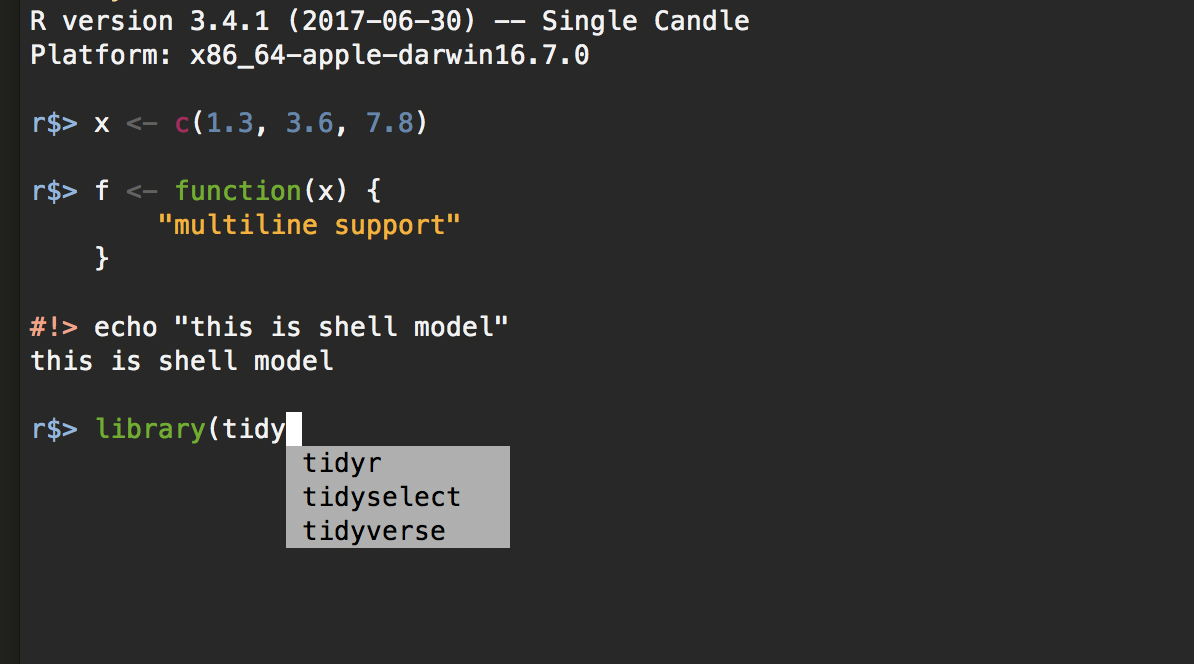 R version 3.4.1 (2017-06-30) -- Single Candle
Platform: x86_64-apple-darwin16.7.0
r$> x <- c(1.3, 3.6, 7.8)
r$> f <- function(x) {
        "multiline support"
    }
#!> echo "this is shell model"
this is shell model
r$> library(tidy
tidyr
tidyselect
tidyverse